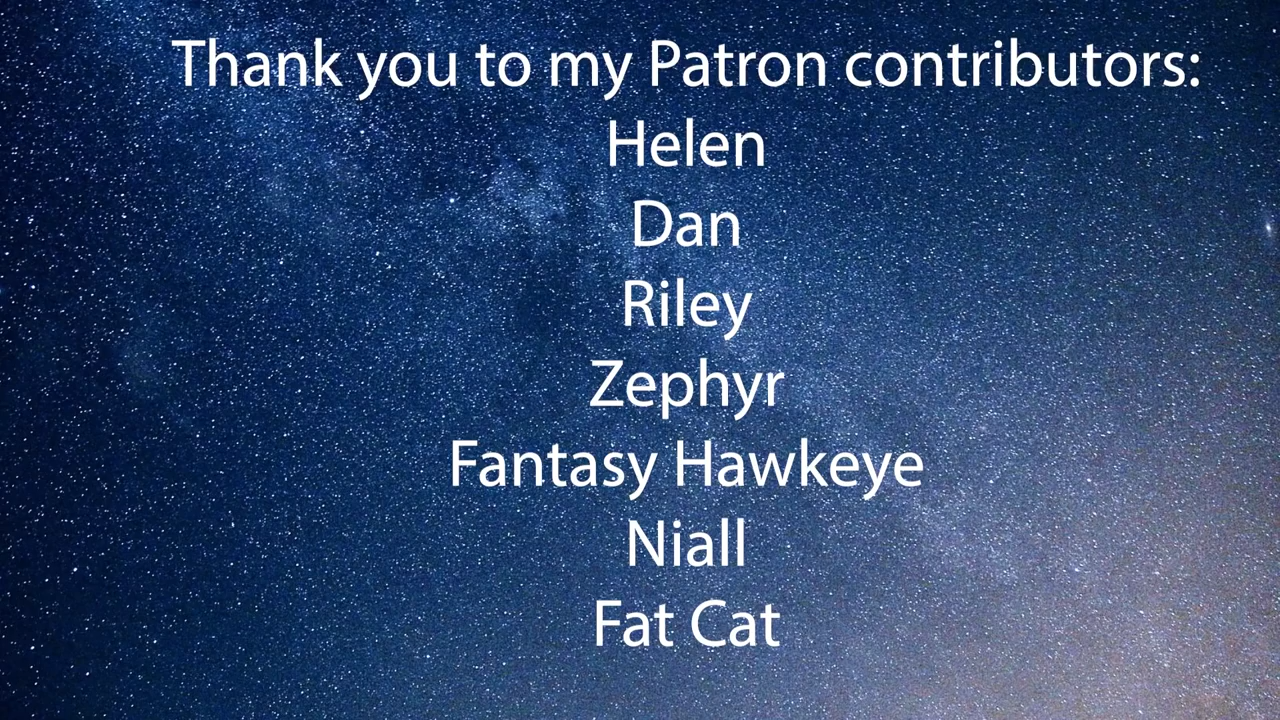 Thank you to my Patron contributors:
Helen
Dan
Riley
Zephyr
Fantasy Hawkeye
Niall
Fat Cat